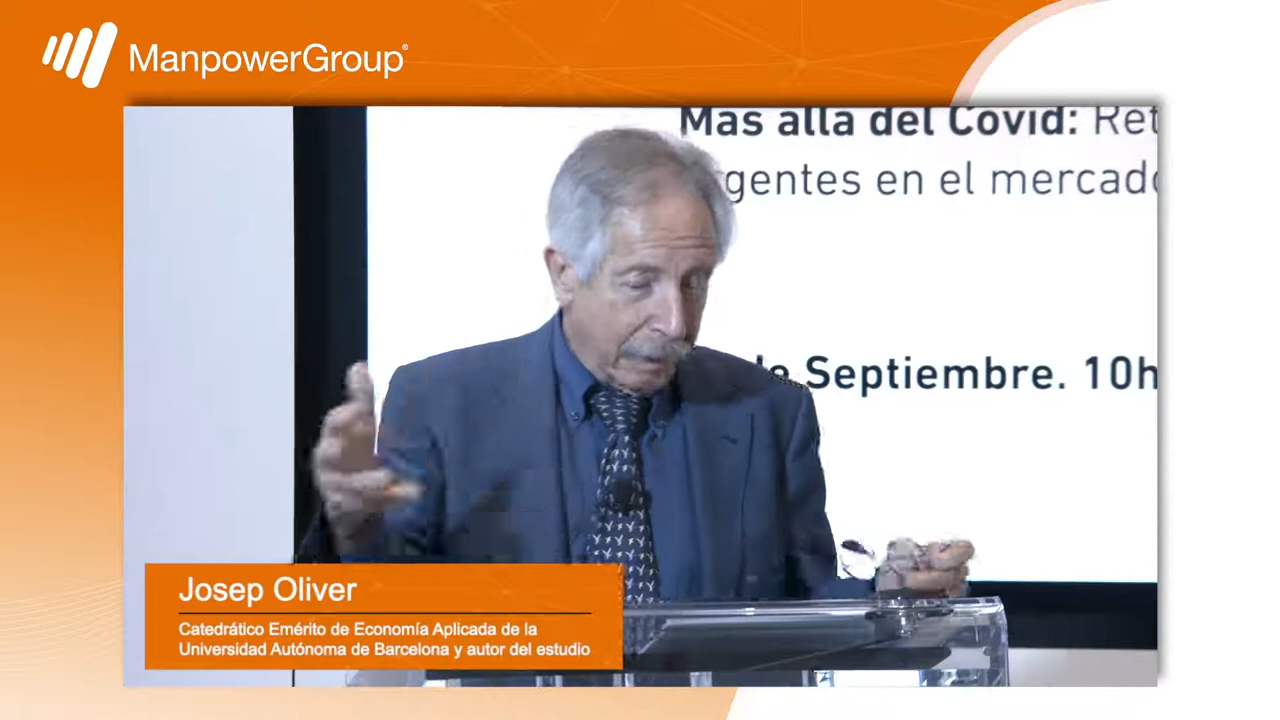 ManpowerGroup
Mas alla del Covid: Ret
gentes en el mercado
de Septiembre. 10h
Josep Oliver
Catedrático Emérito de Economía Aplicada de la
Universidad Autónoma de Barcelona y autor del estudio